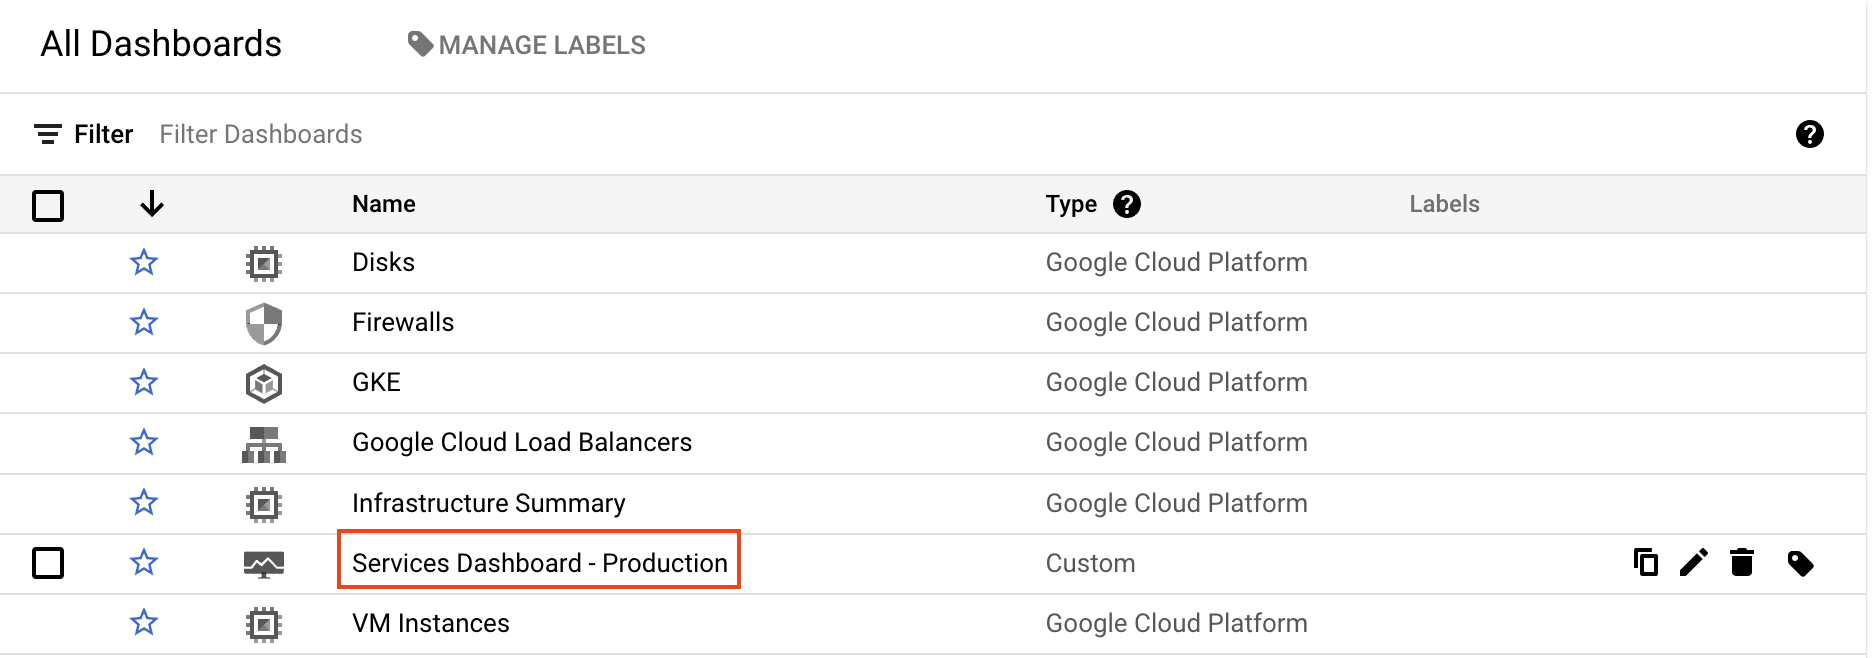 All Dashboards MANAGE LABELS
Filter Filter Dashboards ?
Name Type ? Labels
Disks Google Cloud Platform
Firewalls Google Cloud Platform
GKE Google Cloud Platform
Google Cloud Load Balancers Google Cloud Platform
Infrastructure Summary Google Cloud Platform
Services Dashboard - Production Custom
VM Instances Google Cloud Platform